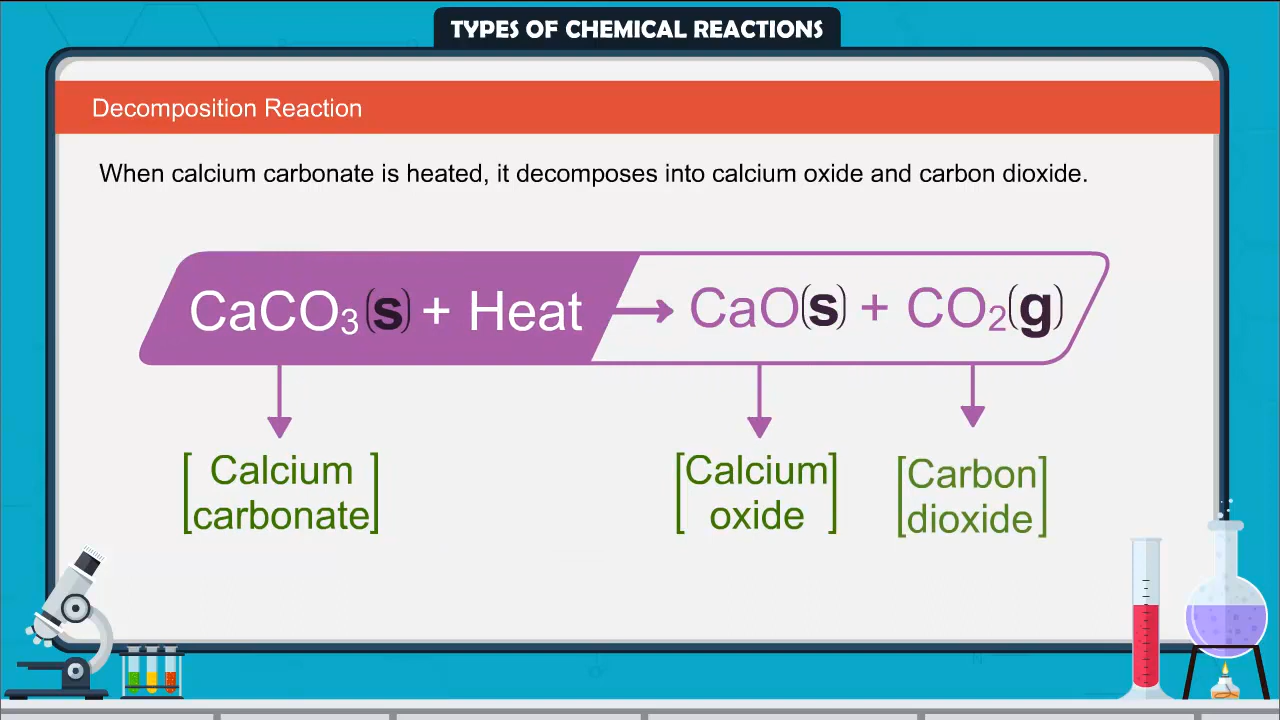 TYPES OF CHEMICAL REACTIONS
Decomposition Reaction
When calcium carbonate is heated, it decomposes into calcium oxide and carbon dioxide.
CaCO₃(s) + Heat → CaO(s) + CO₂(g)
[Calcium carbonate]
[Calcium oxide]
[Carbon dioxide]